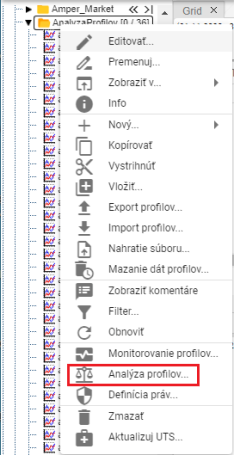 Amper_Market
Grid
AnalyzaProfilov [0 / 36]
Editovať...
Premenuj...
Zobraziť v...
Info
Nový...
Kopírovať
Vystrihnúť
Vložiť...
Export profilov...
Import profilov...
Nahratie súboru...
Mazanie dát profilov...
Zobraziť komentáre
Filter...
Obnoviť
Monitorovanie profilov...
Analýza profilov...
Definícia práv...
Zmazať
Aktualizuj UTS...